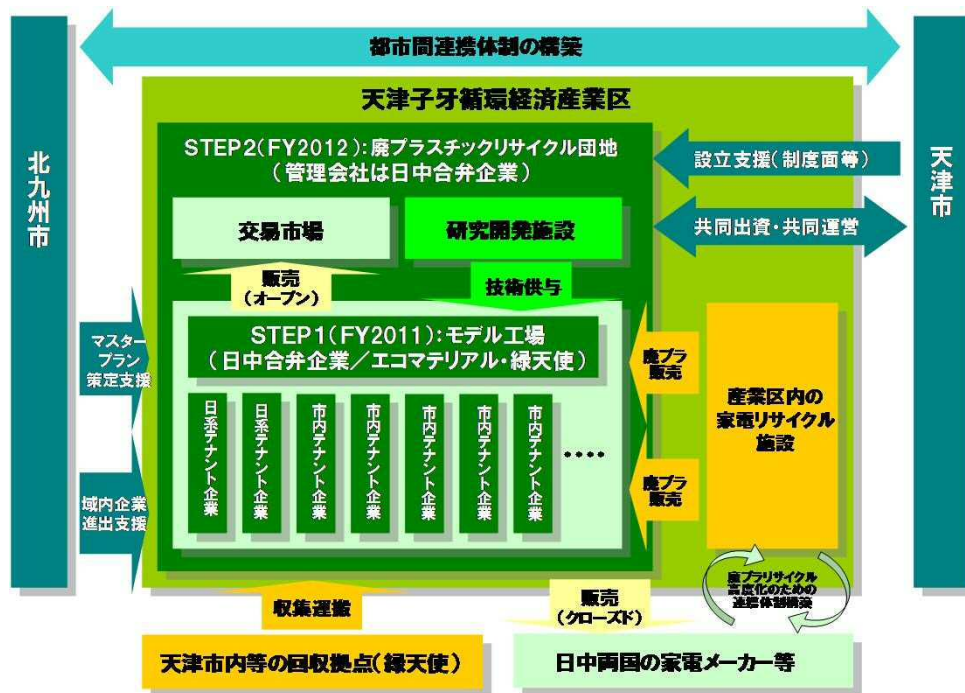 都市間連携体制の構築
北九州市
天津市
天津子牙循環経済産業区
STEP2(FY2012):廃プラスチックリサイクル団地
(管理会社は日中合弁企業)
設立支援(制度面等)
共同出資・共同運営
交易市場
研究開発施設
販売
(オープン)
技術供与
STEP1(FY2011):モデル工場
(日中合弁企業/エコマテリアル・緑天使)
マスター
プラン
策定支援
域内企業
進出支援
日系テナント企業
日系テナント企業
市内テナント企業
市内テナント企業
市内テナント企業
市内テナント企業
市内テナント企業
‥‥
廃プラ
販売
廃プラ
販売
産業区内の
家電リサイクル
施設
廃プラリサイクル
高度化のための
連携体制構築
収集運搬
販売
(クローズド)
天津市内等の回収拠点(緑天使)
日中両国の家電メーカー等